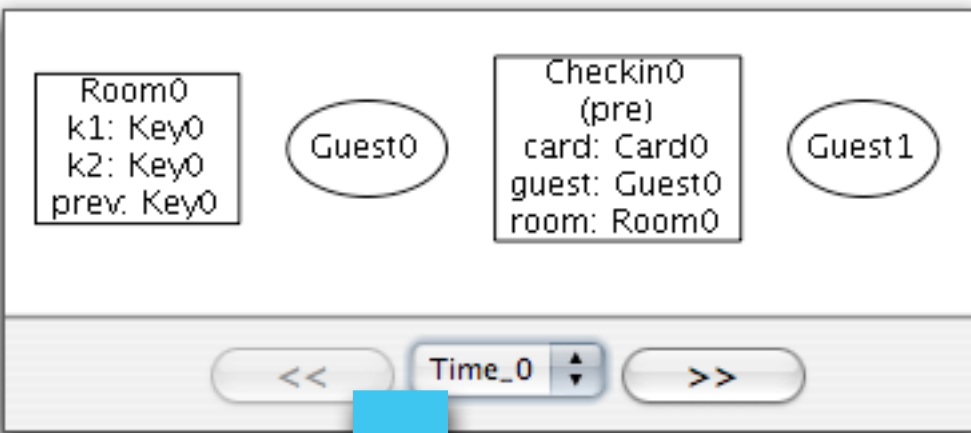 Room0
k1: Key0
k2: Key0
prev: Key0
Guest0
Checkin0
(pre)
card: Card0
guest: Guest0
room: Room0
Guest1
<<
Time_0
>>